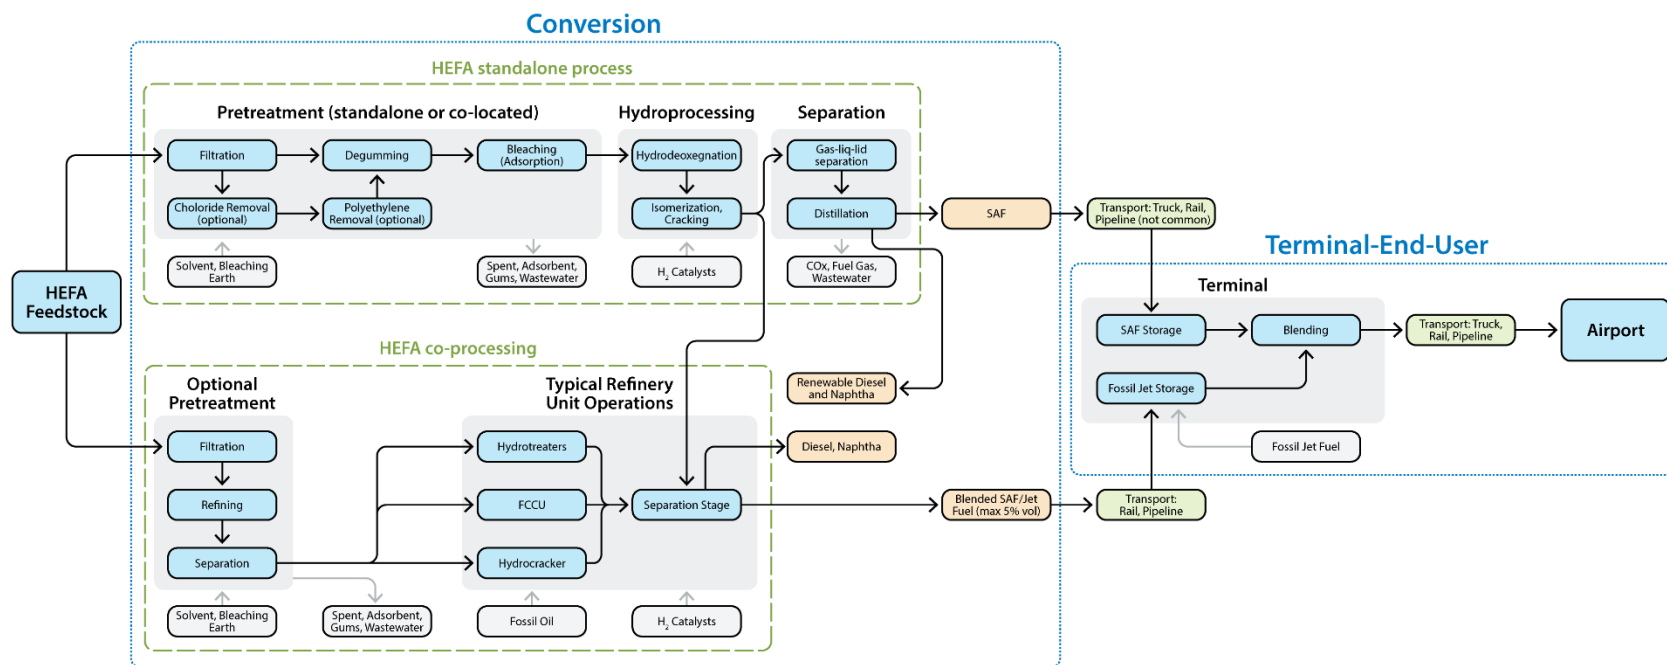 Conversion
HEFA standalone process
Pretreatment (standalone or co-located)
Hydroprocessing
Separation
Filtration
Degumming
Bleaching
(Adsorption)
Hydrodeoxegnation
Gas-liq-lid
separation
Choloride Removal
(optional)
Polyethylene
Removal (optional)
Isomerization,
Cracking
Distillation
SAF
Transport: Truck, Rail,
Pipeline (not common)
Solvent, Bleaching
Earth
Spent, Adsorbent,
Gums, Wastewater
H2 Catalysts
COx, Fuel Gas,
Wastewater
HEFA
Feedstock
Terminal-End-User
Terminal
SAF Storage
Blending
Transport: Truck,
Rail, Pipeline
Airport
Fossil Jet Storage
Fossil Jet Fuel
HEFA co-processing
Optional
Pretreatment
Typical Refinery
Unit Operations
Renewable Diesel
and Naphtha
Filtration
Hydrotreaters
Diesel, Naphtha
Refining
FCCU
Separation Stage
Blended SAF/Jet
Fuel (max 5% vol)
Transport:
Rail, Pipeline
Separation
Hydrocracker
Solvent, Bleaching
Earth
Spent, Adsorbent,
Gums, Wastewater
Fossil Oil
H2 Catalysts